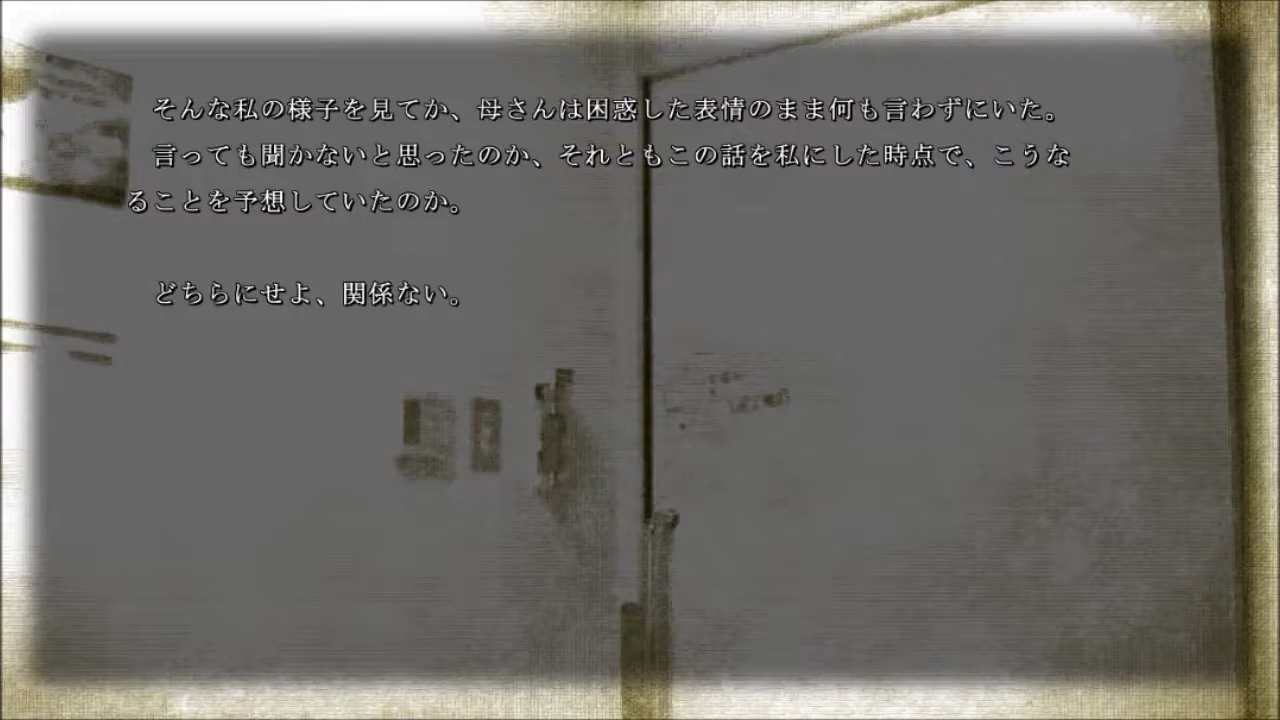 そんな私の様子を見てか、母さんは困惑した表情のまま何も言わずにいた。
言っても聞かないと思ったのか、それともこの話を私にした時点で、こうな
ることを予想していたのか。
どちらにせよ、関係ない。